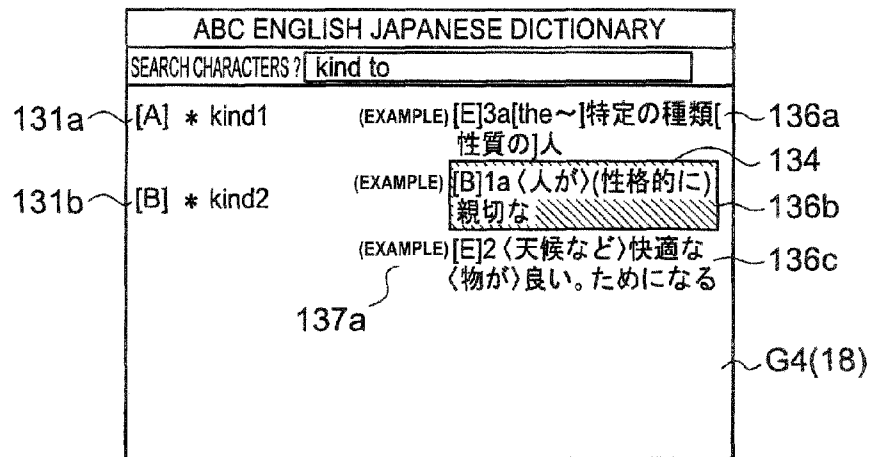 ABC ENGLISH JAPANESE DICTIONARY
SEARCH CHARACTERS ? kind to
131a [A] * kind1 (EXAMPLE) [E]3a[the～]特定の種類[ 136a
性質の]人
134
131b [B] * kind2 (EXAMPLE) [B]1a〈人が〉(性格的に)
親切な 136b
(EXAMPLE) [E]2〈天候など〉快適な 136c
〈物が〉良い。ためになる
137a
G4(18)